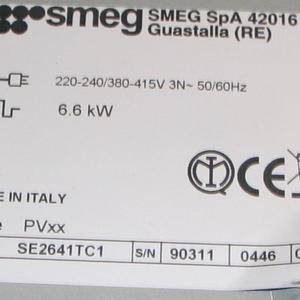 smeg SMEG SpA 42016
Guastalla (RE)
220-240/380-415V 3N~ 50/60Hz
6.6 kW
CE
IN ITALY
PVxx
SE2641TC1 S/N 90311 0446